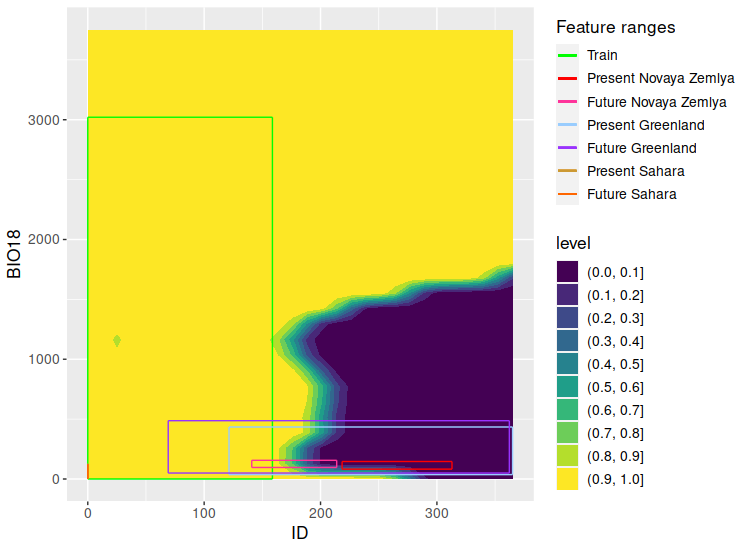 BIO18
3000
2000
1000
0
0
100
200
300
ID
Feature ranges
Train
Present Novaya Zemlya
Future Novaya Zemlya
Present Greenland
Future Greenland
Present Sahara
Future Sahara
level
(0.0, 0.1]
(0.1, 0.2]
(0.2, 0.3]
(0.3, 0.4]
(0.4, 0.5]
(0.5, 0.6]
(0.6, 0.7]
(0.7, 0.8]
(0.8, 0.9]
(0.9, 1.0]